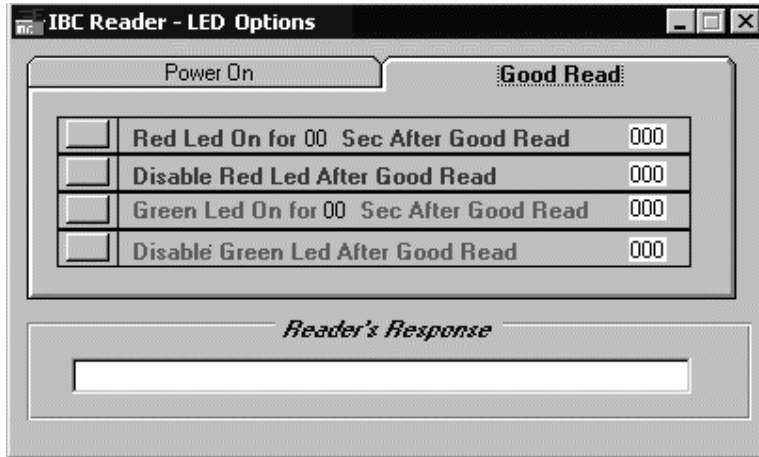 IBC Reader - LED Options
Power On Good Read
Red Led On for 00 Sec After Good Read 000
Disable Red Led After Good Read 000
Green Led On for 00 Sec After Good Read 000
Disable Green Led After Good Read 000
Reader's Response